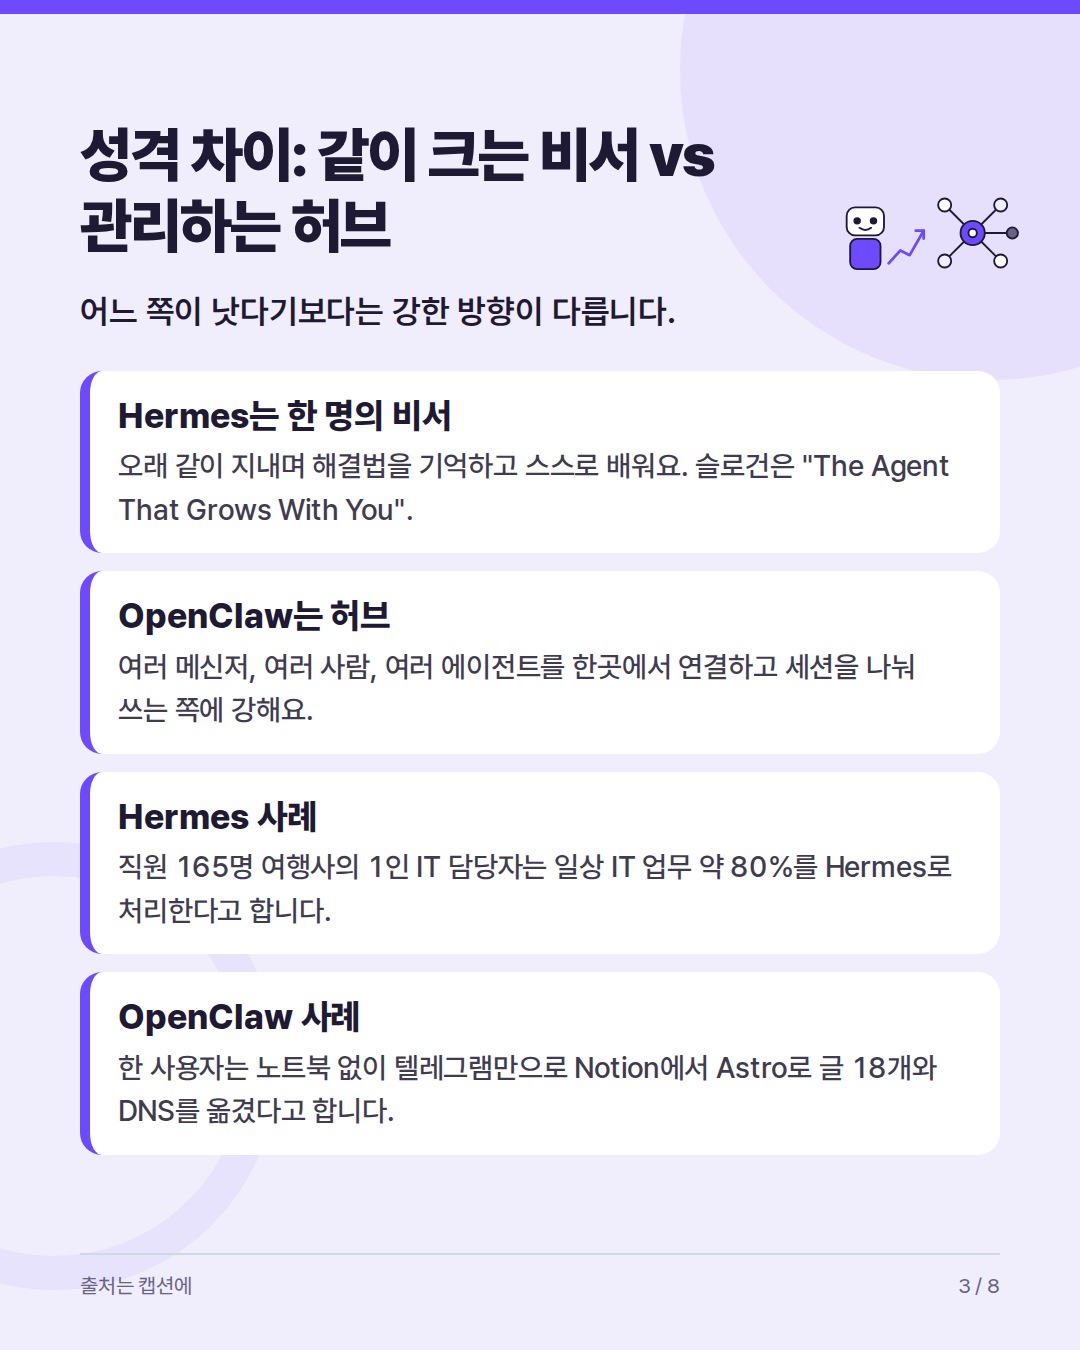 성격 차이: 같이 크는 비서 vs
관리하는 허브
어느 쪽이 낫다기보다는 강한 방향이 다릅니다.
Hermes는 한 명의 비서
오래 같이 지내며 해결법을 기억하고 스스로 배워요. 슬로건은 "The Agent
That Grows With You".
OpenClaw는 허브
여러 메신저, 여러 사람, 여러 에이전트를 한곳에서 연결하고 세션을 나눠
쓰는 쪽에 강해요.
Hermes 사례
직원 165명 여행사의 1인 IT 담당자는 일상 IT 업무 약 80%를 Hermes로
처리한다고 합니다.
OpenClaw 사례
한 사용자는 노트북 없이 텔레그램만으로 Notion에서 Astro로 글 18개와
DNS를 옮겼다고 합니다.
출처는 캡션에
3 / 8